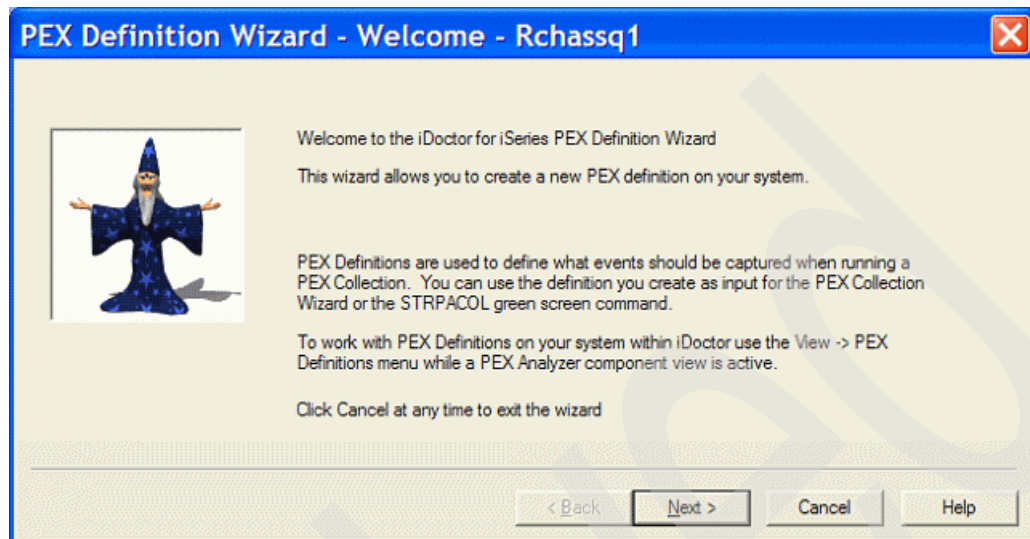 PEX Definition Wizard - Welcome - Rchassq1
Welcome to the iDoctor for iSeries PEX Definition Wizard
This wizard allows you to create a new PEX definition on your system.
PEX Definitions are used to define what events should be captured when running a
PEX Collection. You can use the definition you create as input for the PEX Collection
Wizard or the STRPACOL green screen command.
To work with PEX Definitions on your system within iDoctor use the View -> PEX
Definitions menu while a PEX Analyzer component view is active.
Click Cancel at any time to exit the wizard
< Back Next > Cancel Help